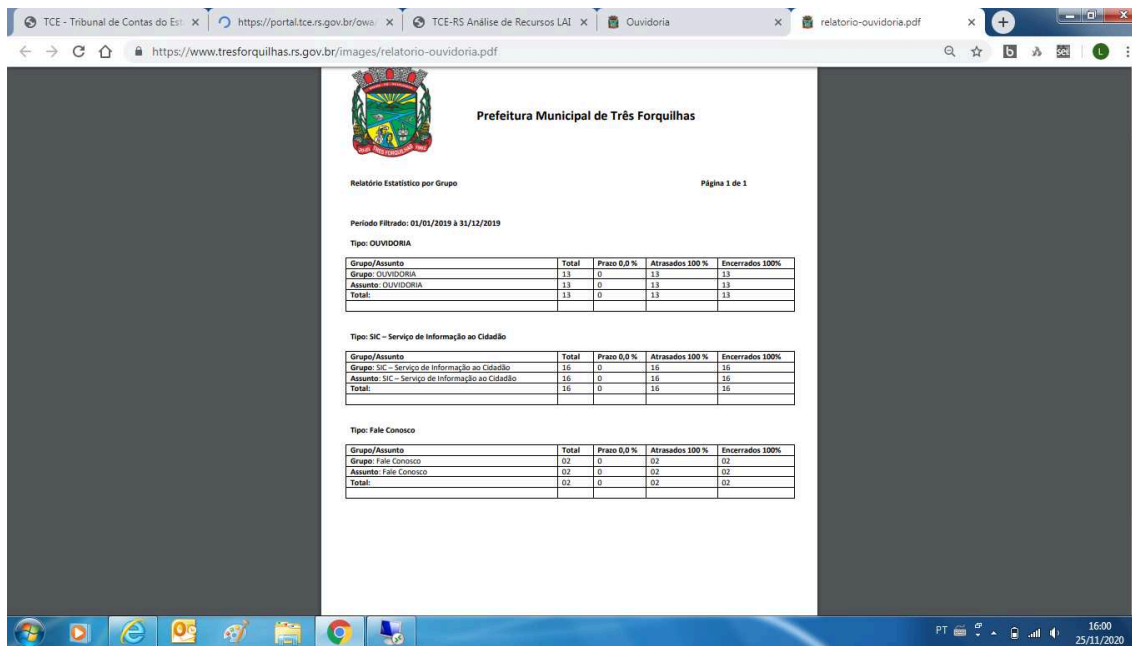 TCE - Tribunal de Contas do Est
https://portal.tce.rs.gov.br/owa
TCE-RS Análise de Recursos LAI
Ouvidoria
relatorio-ouvidoria.pdf
https://www.tresforquilhas.rs.gov.br/images/relatorio-ouvidoria.pdf
Prefeitura Municipal de Três Forquilhas
Relatório Estatístico por Grupo Página 1 de 1
Período Filtrado: 01/01/2019 à 31/12/2019
Tipo: OUVIDORIA
Grupo/Assunto Total Prazo 0,0 % Atrasados 100 % Encerrados 100%
Grupo: OUVIDORIA 13 0 13 13
Assunto: OUVIDORIA 13 0 13 13
Total: 13 0 13 13
Tipo: SIC – Serviço de Informação ao Cidadão
Grupo/Assunto Total Prazo 0,0 % Atrasados 100 % Encerrados 100%
Grupo: SIC – Serviço de Informação ao Cidadão 16 0 16 16
Assunto: SIC – Serviço de Informação ao Cidadão 16 0 16 16
Total: 16 0 16 16
Tipo: Fale Conosco
Grupo/Assunto Total Prazo 0,0 % Atrasados 100 % Encerrados 100%
Grupo: Fale Conosco 02 0 02 02
Assunto: Fale Conosco 02 0 02 02
Total: 02 0 02 02
PT
16:00
25/11/2020